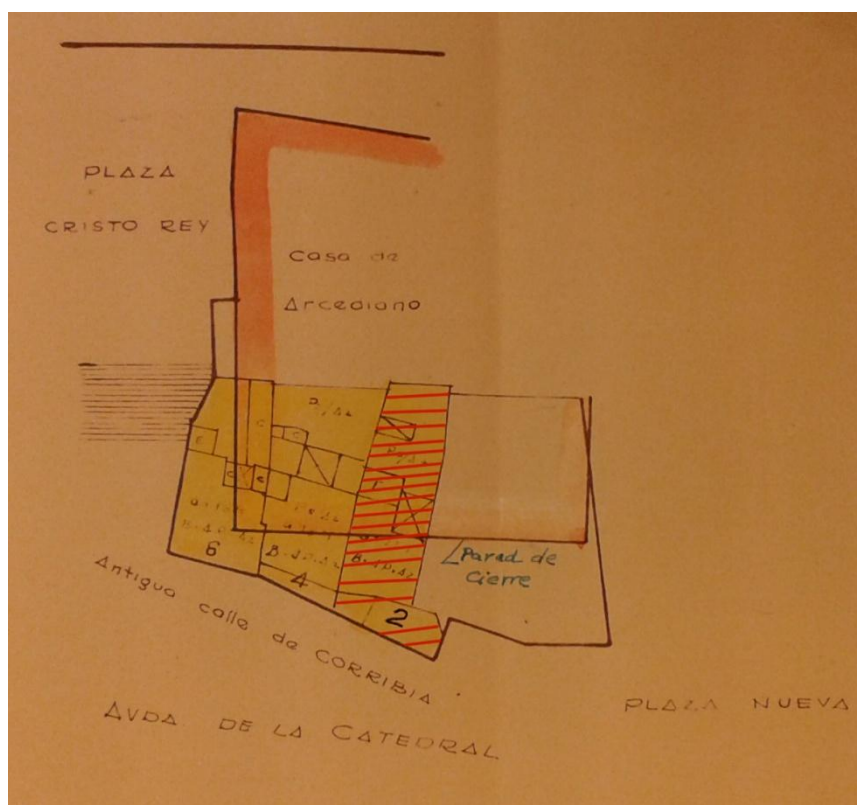 PLAZA
CRISTO REY
Casa de
Arcediano
C
C
E
6
4
2
Pared de
Cierre
Antigua calle de CORRIBIA
AVDA DE LA CATEDRAL
PLAZA NUEVA